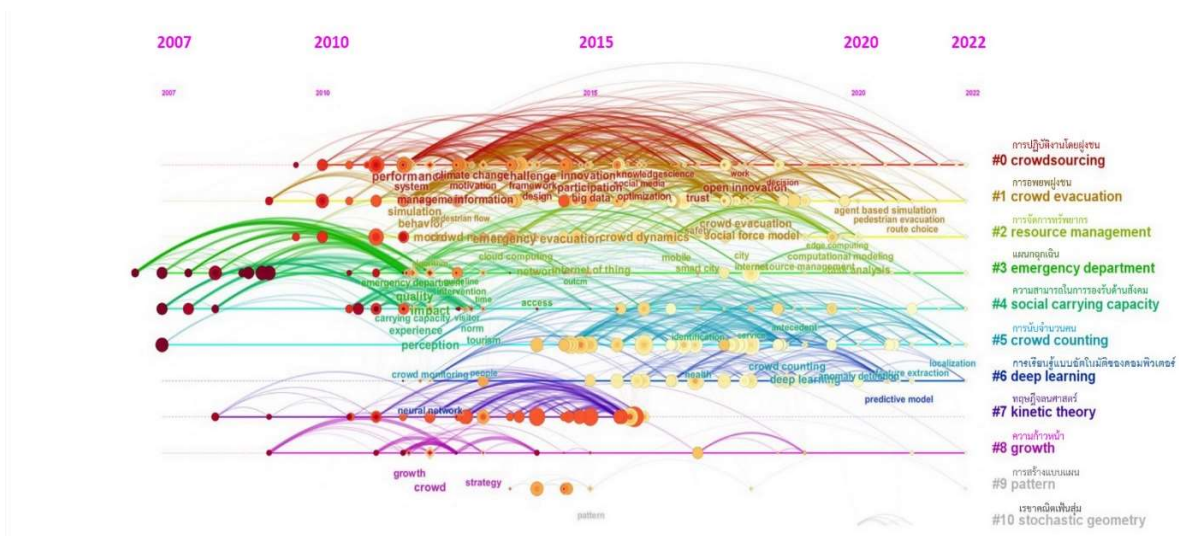 2007 2010 2015 2020 2022
2007 2010 2015 2020 2022
การปฏิบัติงานโดยฝูงชน
#0 crowdsourcing
performance climate change challenge innovation knowledge science work
system motivation framework participation social media open innovation decision
management information design big data optimization trust
การอพยพฝูงชน
#1 crowd evacuation
simulation pedestrian flow crowd evacuation agent based simulation
behavior safety pedestrian evacuation
emergency evacuation crowd dynamics social force model route choice
การจัดการทรัพยากร
#2 resource management
cloud computing mobile city edge computing
network internet of thing smart city internet resource management computational modeling
analysis
แผนกฉุกเฉิน
#3 emergency department
emergency department
quality intervention
impact time access
ความสามารถในการรองรับด้านสังคม
#4 social carrying capacity
carrying capacity visitor
experience norm
perception tourism
identification service antecedent
การนับจำนวนคน
#5 crowd counting
crowd monitoring people health crowd counting localization
deep learning anomaly detection feature extraction
การเรียนรู้แบบอัตโนมัติของคอมพิวเตอร์
#6 deep learning
neural network predictive model
ทฤษฎีจลนศาสตร์
#7 kinetic theory
ความก้าวหน้า
#8 growth
growth
crowd strategy
การสร้างแบบแผน
#9 pattern
pattern
เรขาคณิตเฟ้นสุ่ม
#10 stochastic geometry